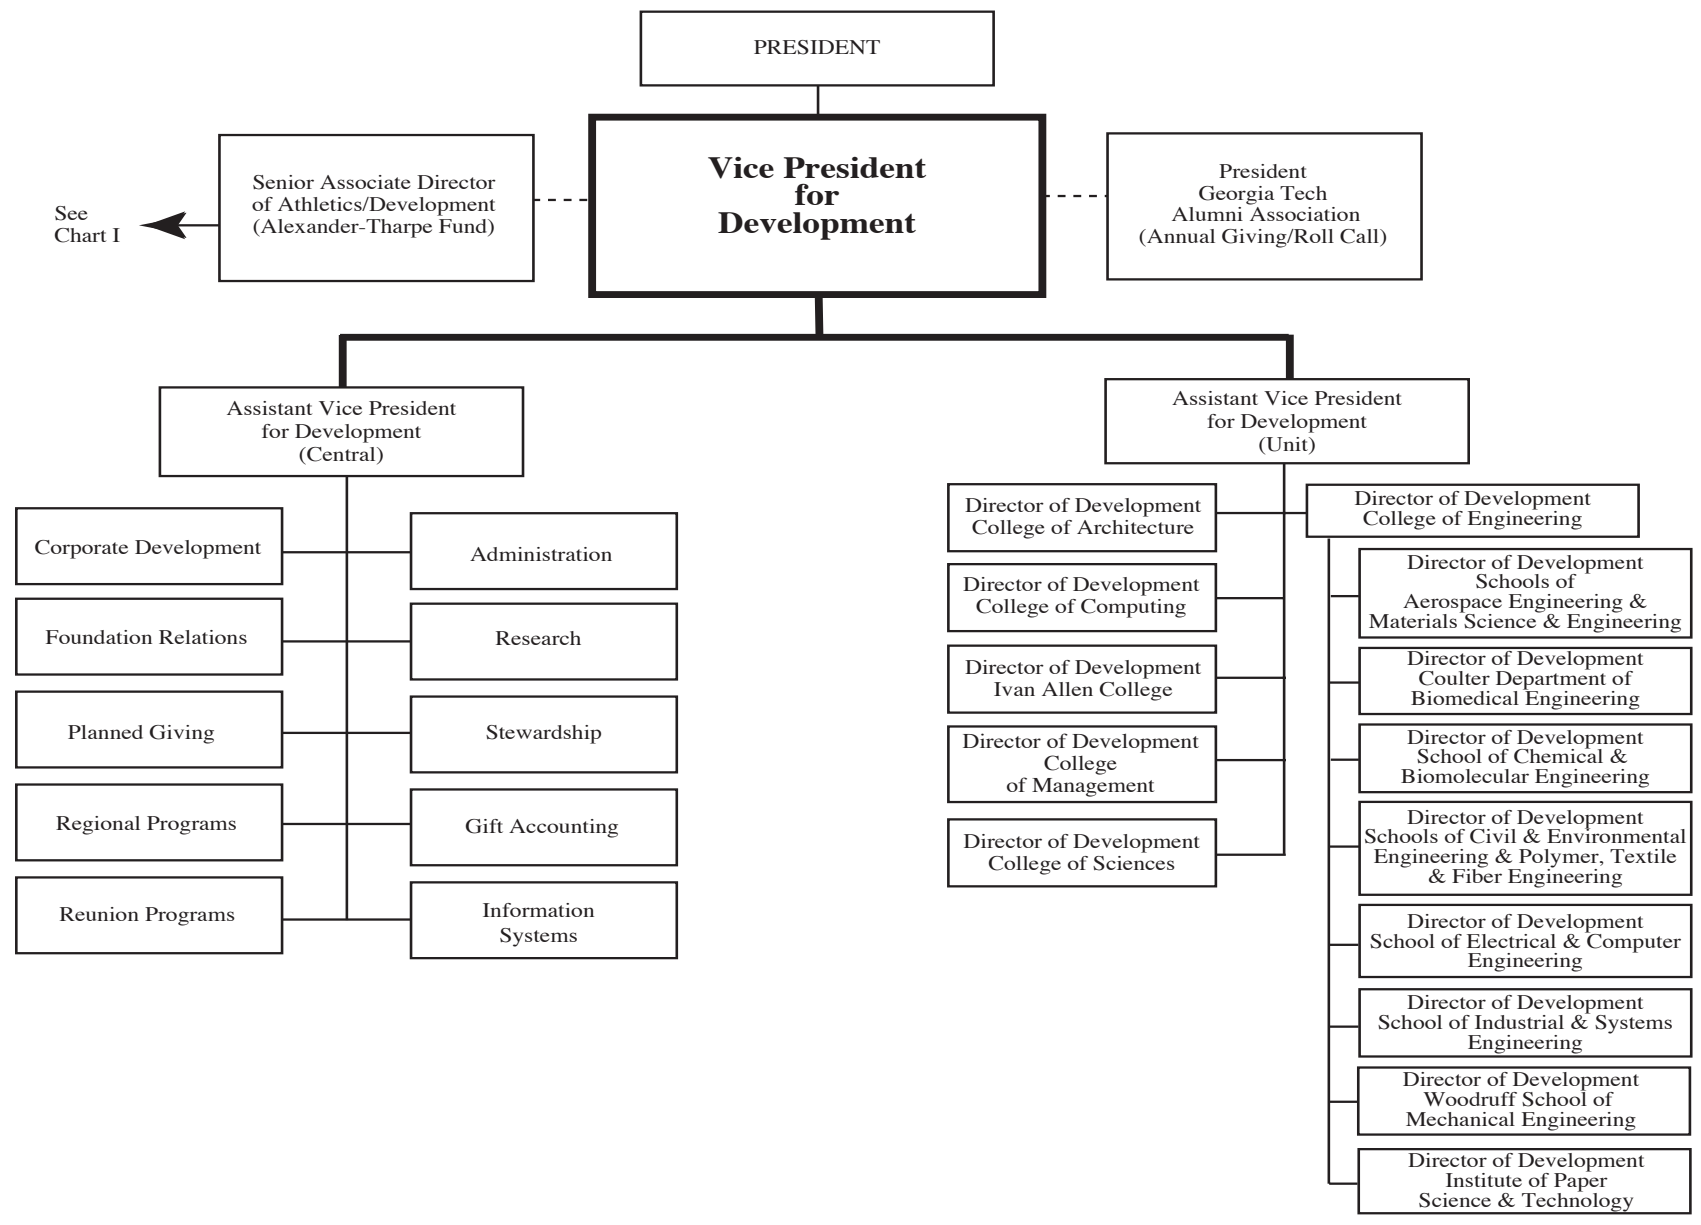 PRESIDENT
See
Chart I
Senior Associate Director
of Athletics/Development
(Alexander-Tharpe Fund)
Vice President
for
Development
President
Georgia Tech
Alumni Association
(Annual Giving/Roll Call)
Assistant Vice President
for Development
(Central)
Corporate Development
Administration
Foundation Relations
Research
Planned Giving
Stewardship
Regional Programs
Gift Accounting
Reunion Programs
Information
Systems
Assistant Vice President
for Development
(Unit)
Director of Development
College of Architecture
Director of Development
College of Computing
Director of Development
Ivan Allen College
Director of Development
College
of Management
Director of Development
College of Sciences
Director of Development
College of Engineering
Director of Development
Schools of
Aerospace Engineering &
Materials Science & Engineering
Director of Development
Coulter Department of
Biomedical Engineering
Director of Development
School of Chemical &
Biomolecular Engineering
Director of Development
Schools of Civil & Environmental
Engineering & Polymer, Textile
& Fiber Engineering
Director of Development
School of Electrical & Computer
Engineering
Director of Development
School of Industrial & Systems
Engineering
Director of Development
Woodruff School of
Mechanical Engineering
Director of Development
Institute of Paper
Science & Technology